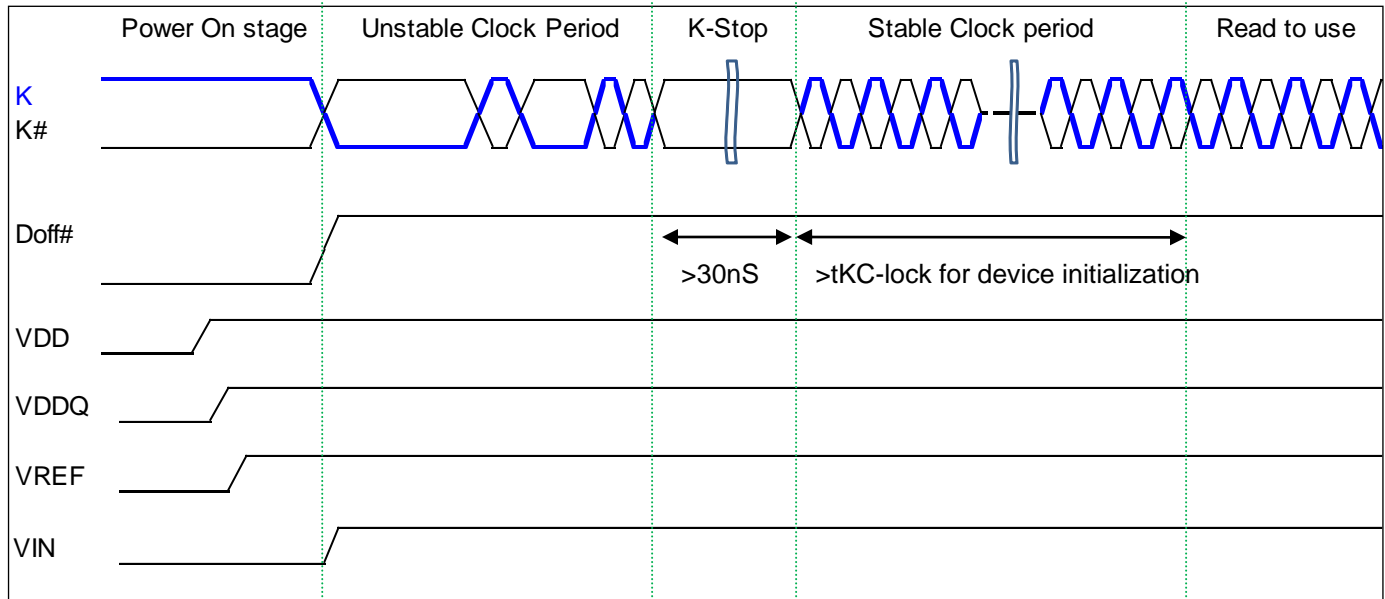 Power On stage Unstable Clock Period K-Stop Stable Clock period Read to use
K
K#
Doff#
>30nS >tKC-lock for device initialization
VDD
VDDQ
VREF
VIN